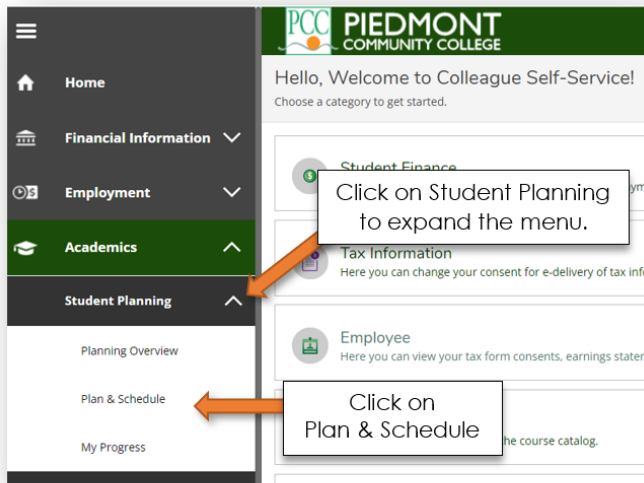 PCC PIEDMONT
COMMUNITY COLLEGE
Home
Financial Information
Employment
Academics
Student Planning
Planning Overview
Plan & Schedule
My Progress
Hello, Welcome to Colleague Self-Service!
Choose a category to get started.
Student Finance
Click on Student Planning
to expand the menu.
Tax Information
Here you can change your consent for e-delivery of tax
Employee
Here you can view your tax form consents, earnings
Click on
Plan & Schedule
he course catalog.